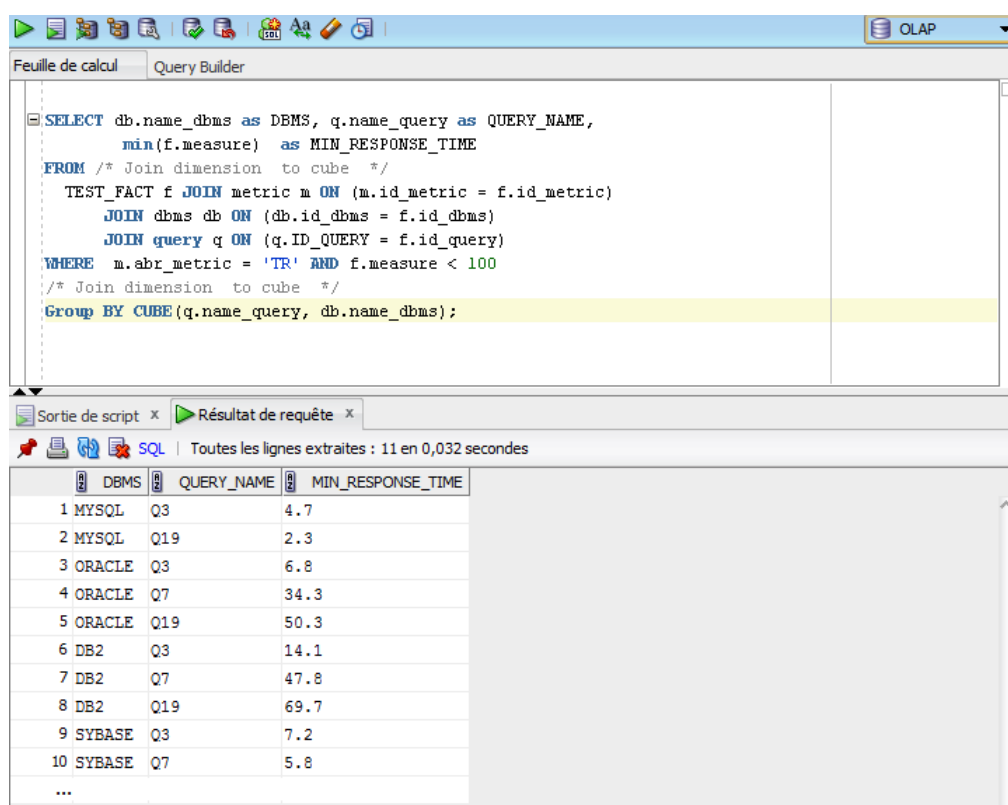 OLAP
Feuille de calcul Query Builder
SELECT db.name_dbms as DBMS, q.name_query as QUERY_NAME,
min(f.measure) as MIN_RESPONSE_TIME
FROM /* Join dimension to cube */
TEST_FACT f JOIN metric m ON (m.id_metric = f.id_metric)
JOIN dbms db ON (db.id_dbms = f.id_dbms)
JOIN query q ON (q.ID_QUERY = f.id_query)
WHERE m.abr_metric = 'TR' AND f.measure < 100
/* Join dimension to cube */
Group BY CUBE(q.name_query, db.name_dbms);
Sortie de script x Résultat de requête x
SQL | Toutes les lignes extraites : 11 en 0,032 secondes
DBMS QUERY_NAME MIN_RESPONSE_TIME
1 MYSQL Q3 4.7
2 MYSQL Q19 2.3
3 ORACLE Q3 6.8
4 ORACLE Q7 34.3
5 ORACLE Q19 50.3
6 DB2 Q3 14.1
7 DB2 Q7 47.8
8 DB2 Q19 69.7
9 SYBASE Q3 7.2
10 SYBASE Q7 5.8
...